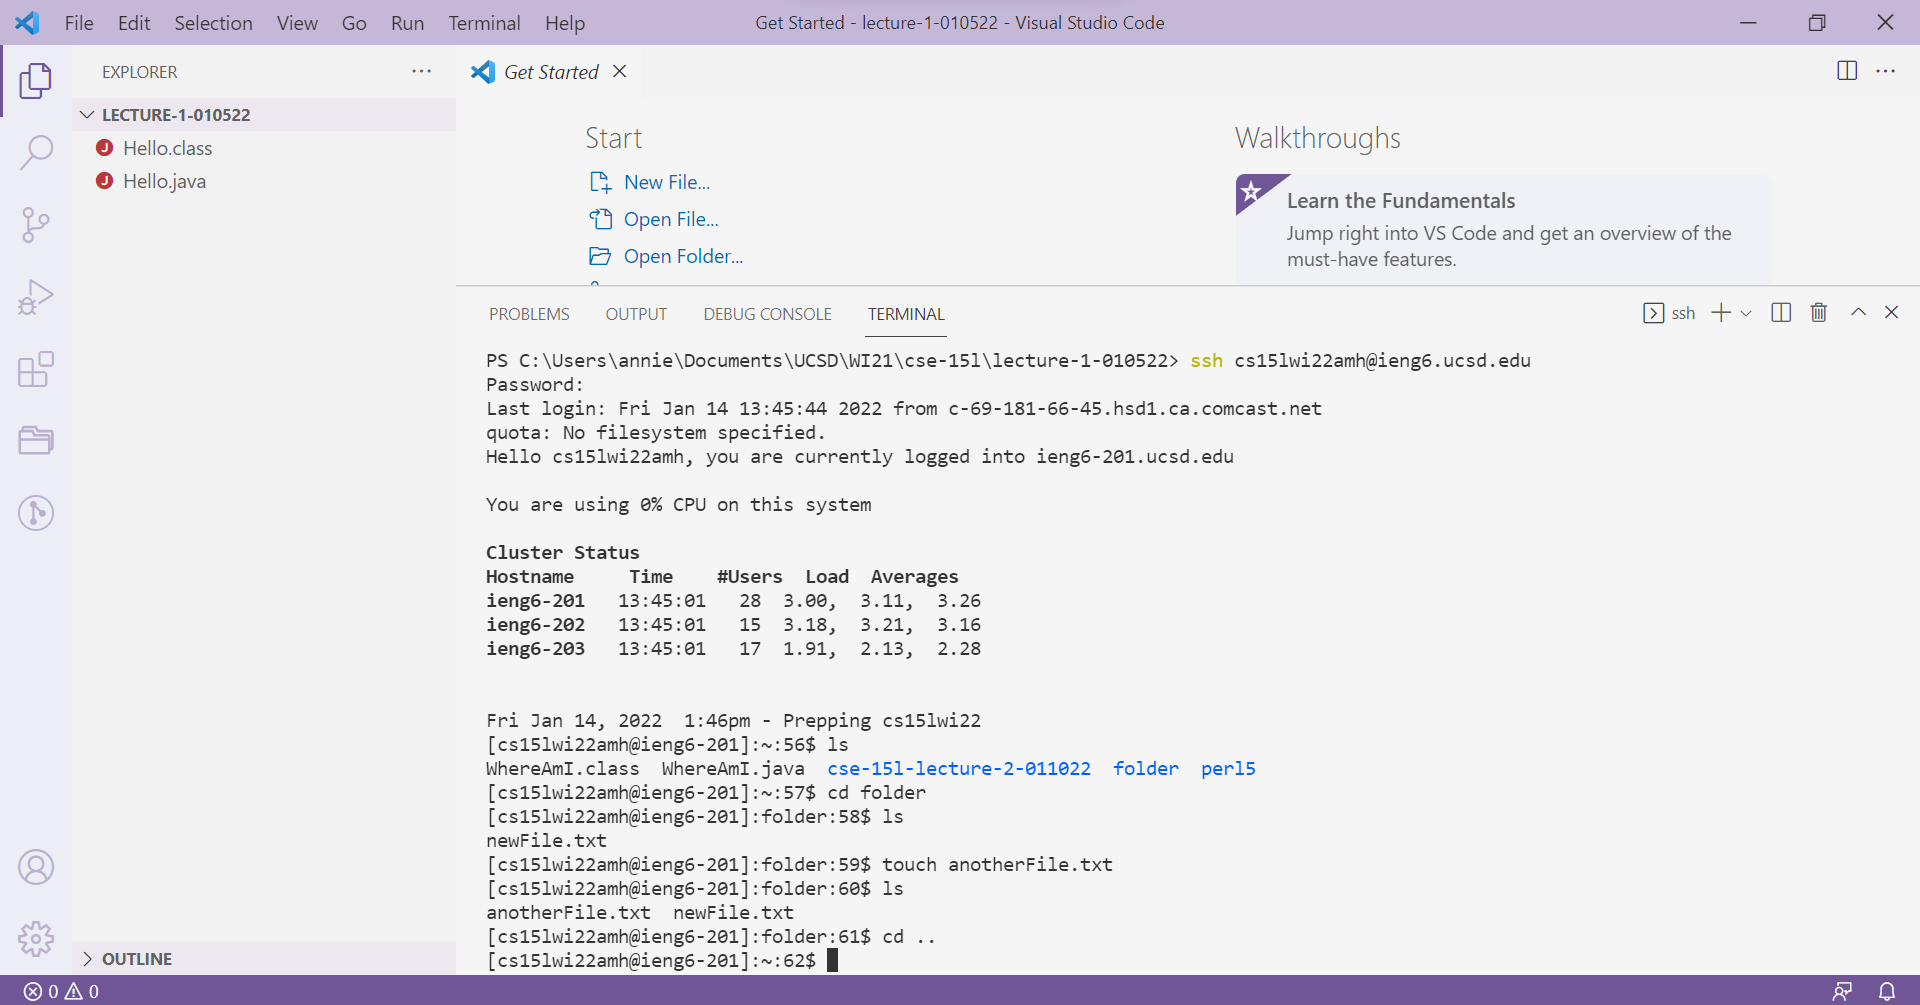 File Edit Selection View Go Run Terminal Help
Get Started - lecture-1-010522 - Visual Studio Code
EXPLORER
LECTURE-1-010522
J Hello.class
J Hello.java
OUTLINE
Get Started
Start
New File...
Open File...
Open Folder...
Walkthroughs
Learn the Fundamentals
Jump right into VS Code and get an overview of the
must-have features.
PROBLEMS OUTPUT DEBUG CONSOLE TERMINAL
ssh
PS C:\Users\annie\Documents\UCSD\WI21\cse-15l\lecture-1-010522> ssh cs15lwi22amh@ieng6.ucsd.edu
Password:
Last login: Fri Jan 14 13:45:44 2022 from c-69-181-66-45.hsd1.ca.comcast.net
quota: No filesystem specified.
Hello cs15lwi22amh, you are currently logged into ieng6-201.ucsd.edu
You are using 0% CPU on this system
Cluster Status
Hostname     Time    #Users  Load  Averages
ieng6-201   13:45:01   28  3.00,  3.11,  3.26
ieng6-202   13:45:01   15  3.18,  3.21,  3.16
ieng6-203   13:45:01   17  1.91,  2.13,  2.28
Fri Jan 14, 2022  1:46pm - Prepping cs15lwi22
[cs15lwi22amh@ieng6-201]:~:56$ ls
WhereAmI.class  WhereAmI.java  cse-15l-lecture-2-011022  folder  perl5
[cs15lwi22amh@ieng6-201]:~:57$ cd folder
[cs15lwi22amh@ieng6-201]:folder:58$ ls
newFile.txt
[cs15lwi22amh@ieng6-201]:folder:59$ touch anotherFile.txt
[cs15lwi22amh@ieng6-201]:folder:60$ ls
anotherFile.txt  newFile.txt
[cs15lwi22amh@ieng6-201]:folder:61$ cd ..
[cs15lwi22amh@ieng6-201]:~:62$
0 0